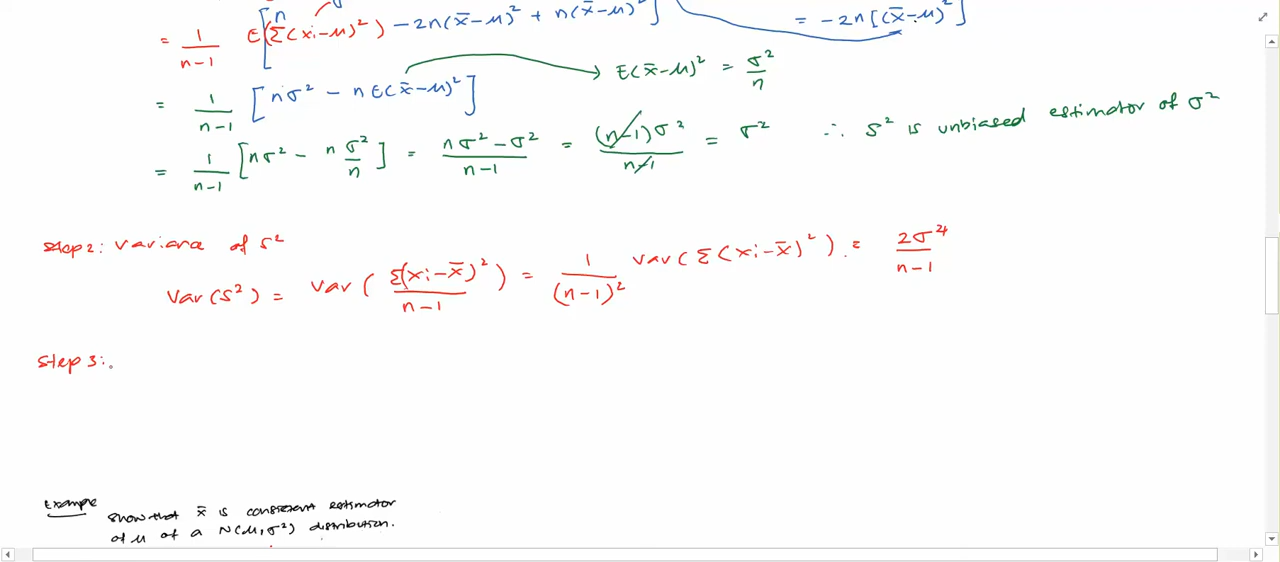 = 1/(n-1) E[Σ(xi-μ)²) - 2n(x̄-μ)² + n(x̄-μ)²] = -2n[(x̄-μ)²]
= 1/(n-1) [nσ² - nE(x̄-μ)²] → E(x̄-μ)² = σ²/n
= 1/(n-1) [nσ² - n σ²/n] = (nσ² - σ²)/(n-1) = (n-1)σ²/(n-1) = σ² ∴ S² is unbiased estimator of σ²
Step 2: variance of S²
Var(S²) = Var( Σ(xi-x̄)²/(n-1) ) = 1/(n-1)² Var( Σ(xi-x̄)² ) = 2σ⁴/(n-1)
Step 3:
Example
Show that x̄ is consistent estimator
of μ of a N(μ, σ²) distribution.